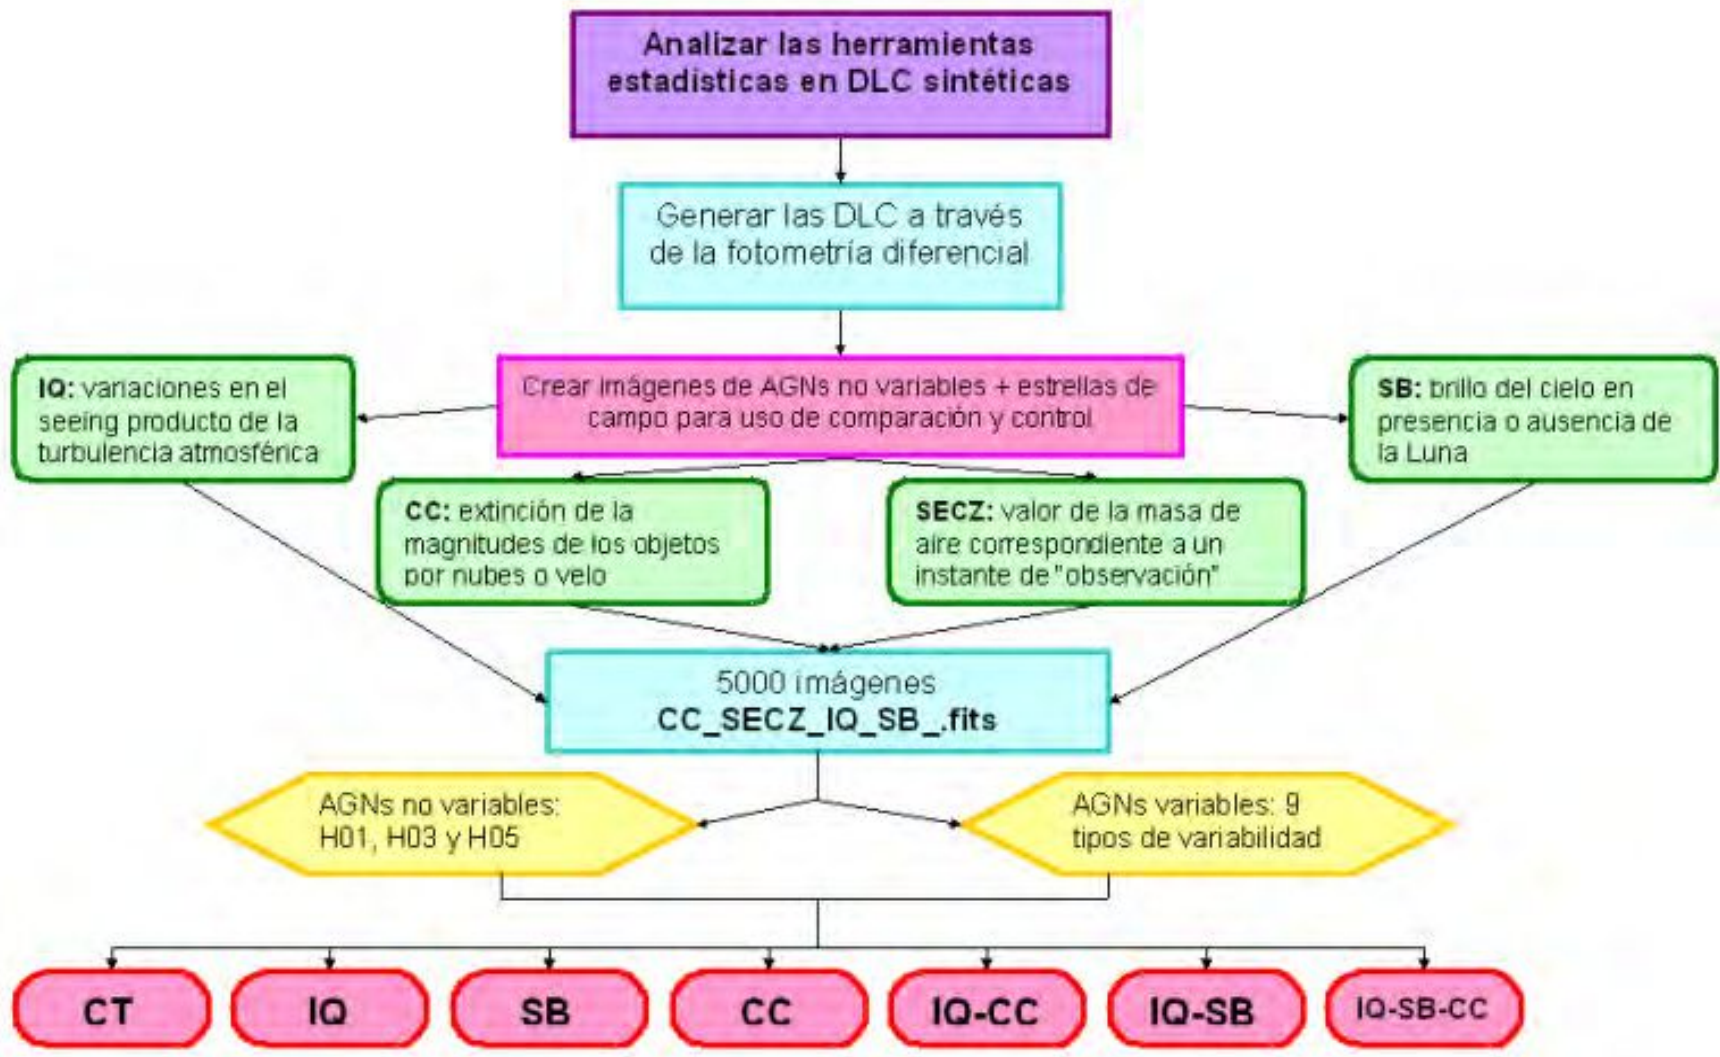 Analizar las herramientas
estadísticas en DLC sintéticas
Generar las DLC a través
de la fotometría diferencial
Crear imágenes de AGNs no variables + estrellas de
campo para uso de comparación y control
IQ: variaciones en el
seeing producto de la
turbulencia atmosférica
SB: brillo del cielo en
presencia o ausencia de
la Luna
CC: extinción de la
magnitudes de los objetos
por nubes o velo
SECZ: valor de la masa de
aire correspondiente a un
instante de "observación"
5000 imágenes
CC_SECZ_IQ_SB_.fits
AGNs no variables:
H01, H03 y H05
AGNs variables: 9
tipos de variabilidad
CT
IQ
SB
CC
IQ-CC
IQ-SB
IQ-SB-CC